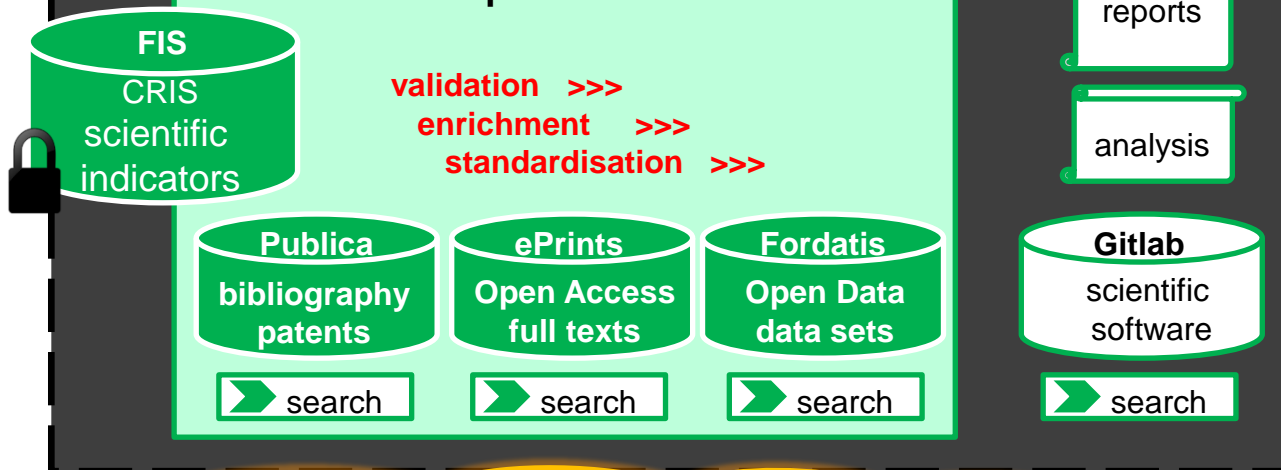 reports
FIS
CRIS
scientific
indicators
validation >>>
enrichment >>>
standardisation >>>
analysis
Publica
bibliography
patents
ePrints
Open Access
full texts
Fordatis
Open Data
data sets
Gitlab
scientific
software
search
search
search
search